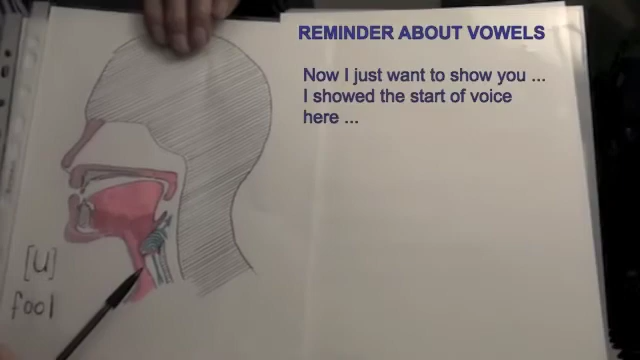 REMINDER ABOUT VOWELS
Now I just want to show you ...
I showed the start of voice
here ...
[u]
fool